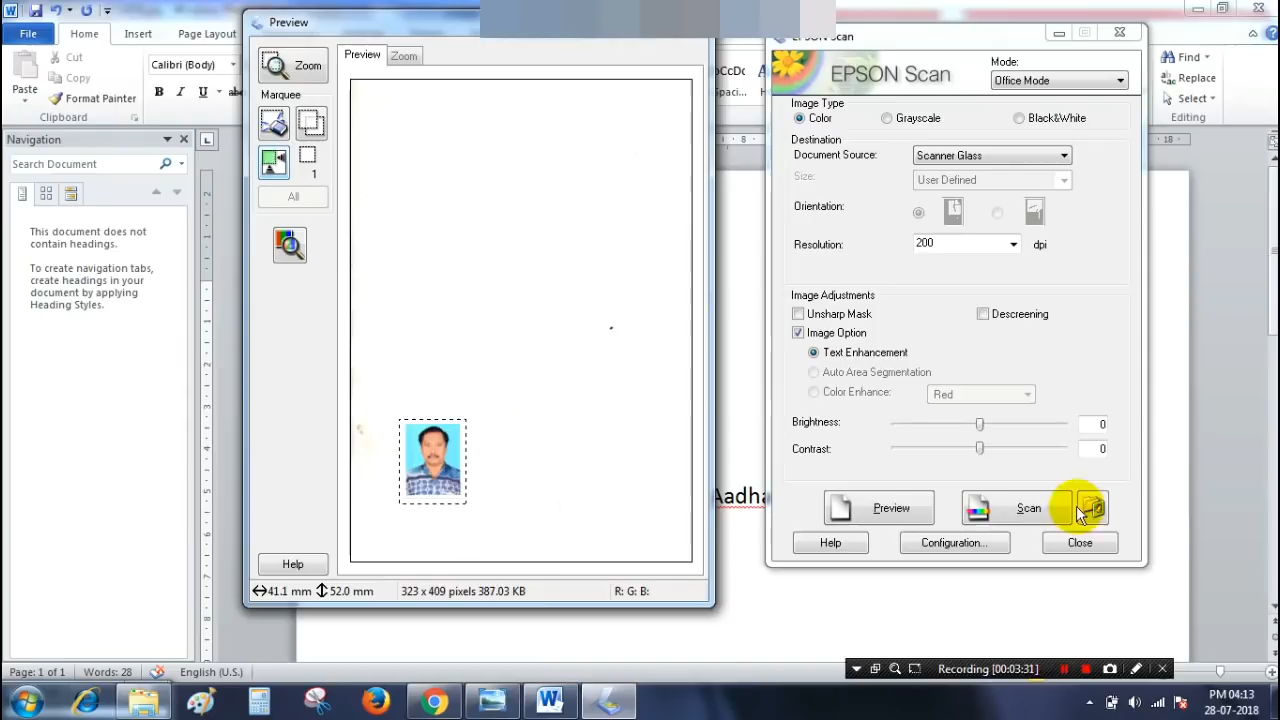 Preview
File
Home
Insert
Page Layout
Cut
Copy
Format Painter
Paste
Clipboard
Calibri (Body)
B I U abc
Find
Replace
Select
Editing
Navigation
Search Document
This document does
not contain headings.
To create navigation tabs,
create headings in your
document by applying
Heading Styles.
Zoom
Marquee
1
All
Help
Preview
Zoom
41.1 mm 52.0 mm 323 x 409 pixels 387.03 KB R: G: B:
EPSON Scan
EPSON Scan
Mode:
Office Mode
Image Type
Color Grayscale Black&White
Destination
Document Source: Scanner Glass
Size: User Defined
Orientation:
Resolution: 200 dpi
Image Adjustments
Unsharp Mask Descreening
Image Option
Text Enhancement
Auto Area Segmentation
Color Enhance: Red
Brightness: 0
Contrast: 0
Preview Scan
Help Configuration... Close
Aadha
Page: 1 of 1 Words: 28 English (U.S.)
Recording [00:03:31]
PM 04:13
28-07-2018